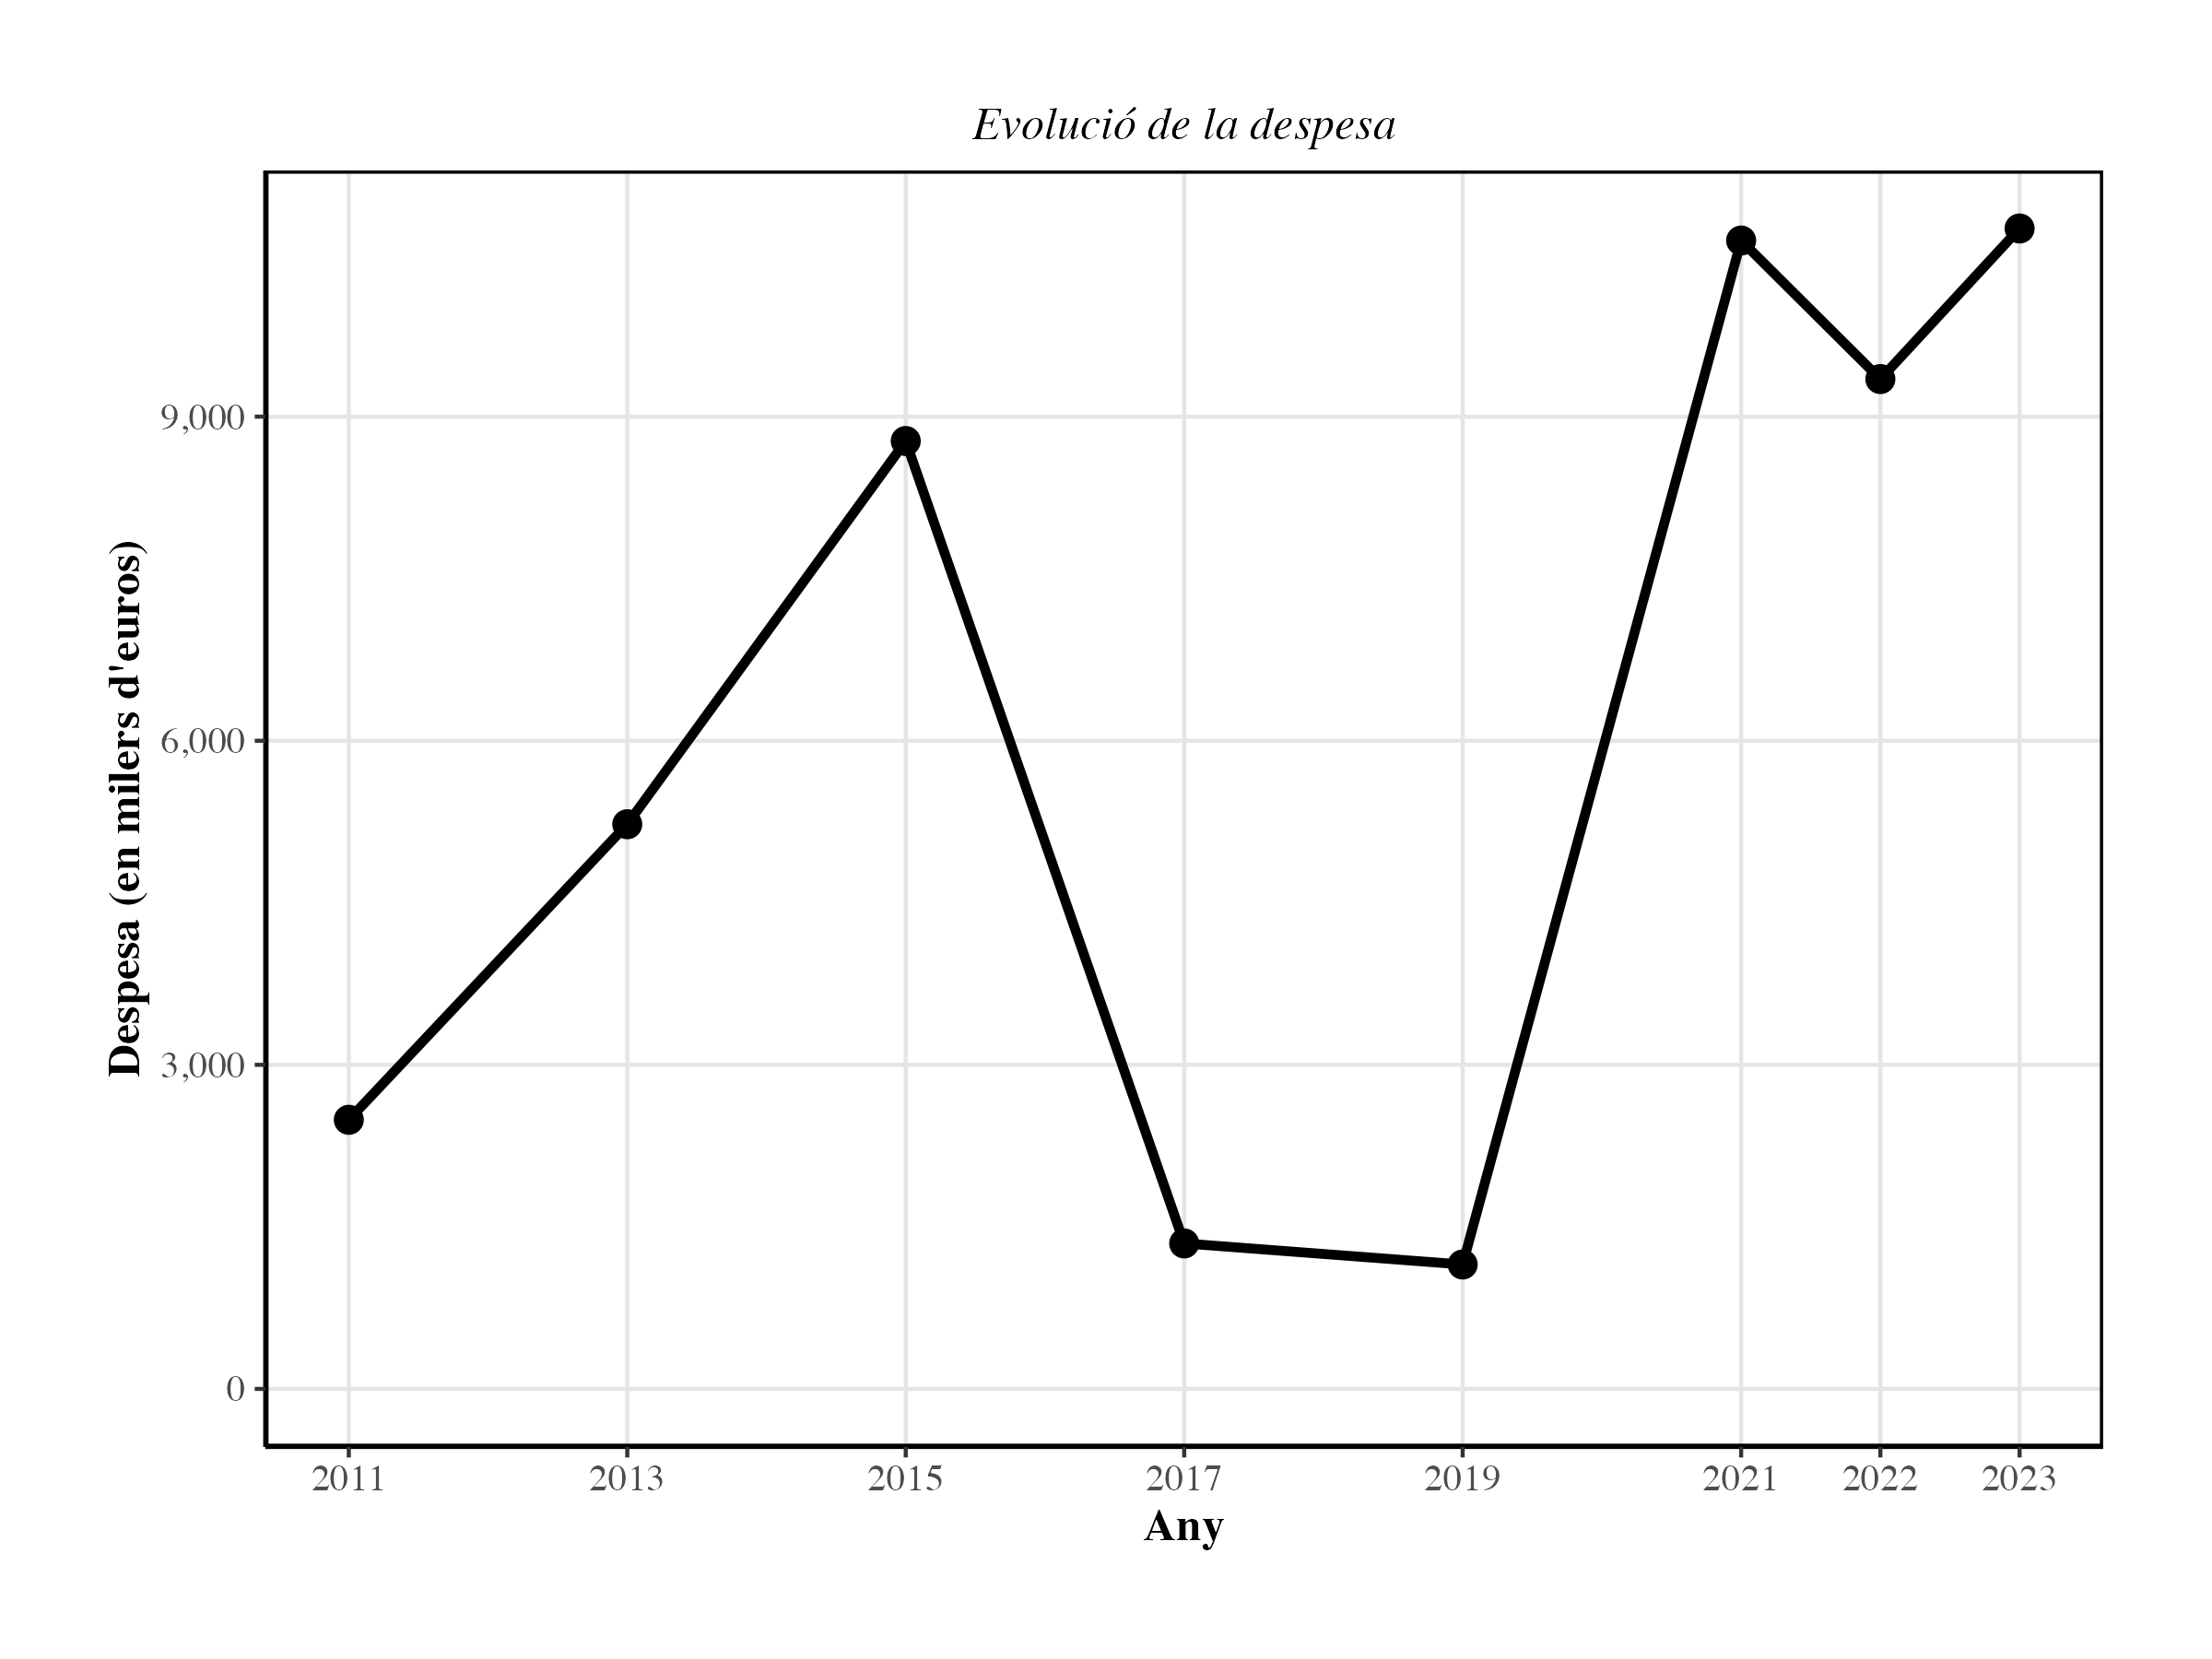 Evolució de la despesa
Despesa (en milers d'euros)
9,000
6,000
3,000
0
2011 2013 2015 2017 2019 2021 2022 2023
Any